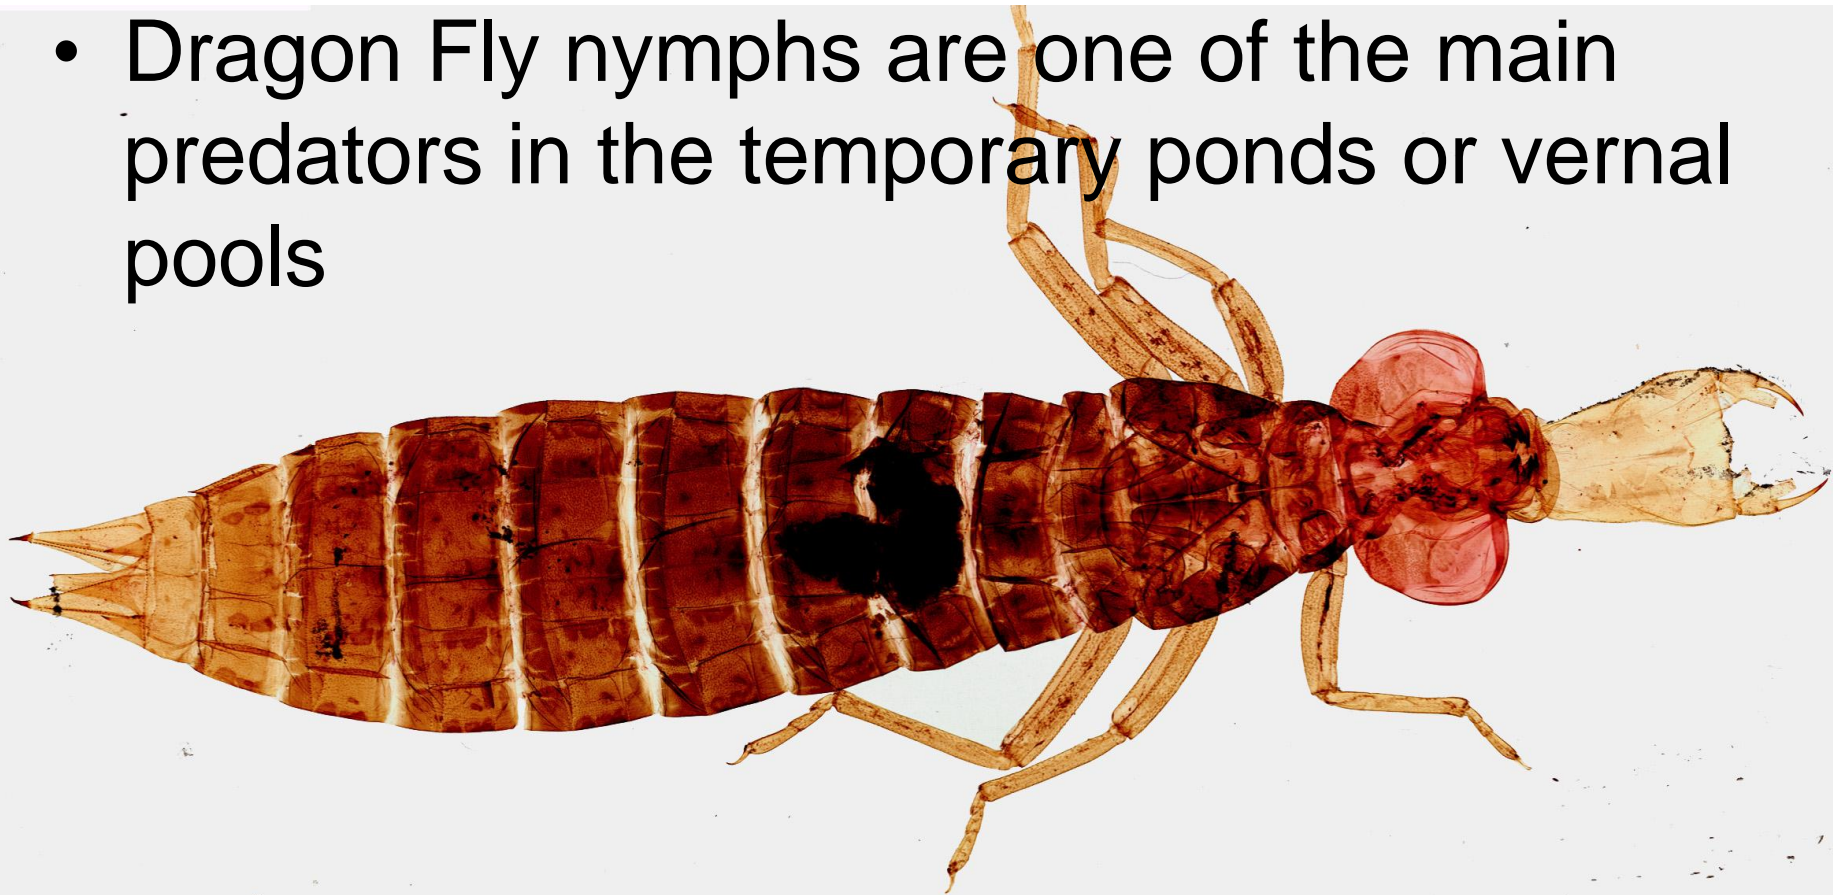 • Dragon Fly nymphs are one of the main
predators in the temporary ponds or vernal
pools